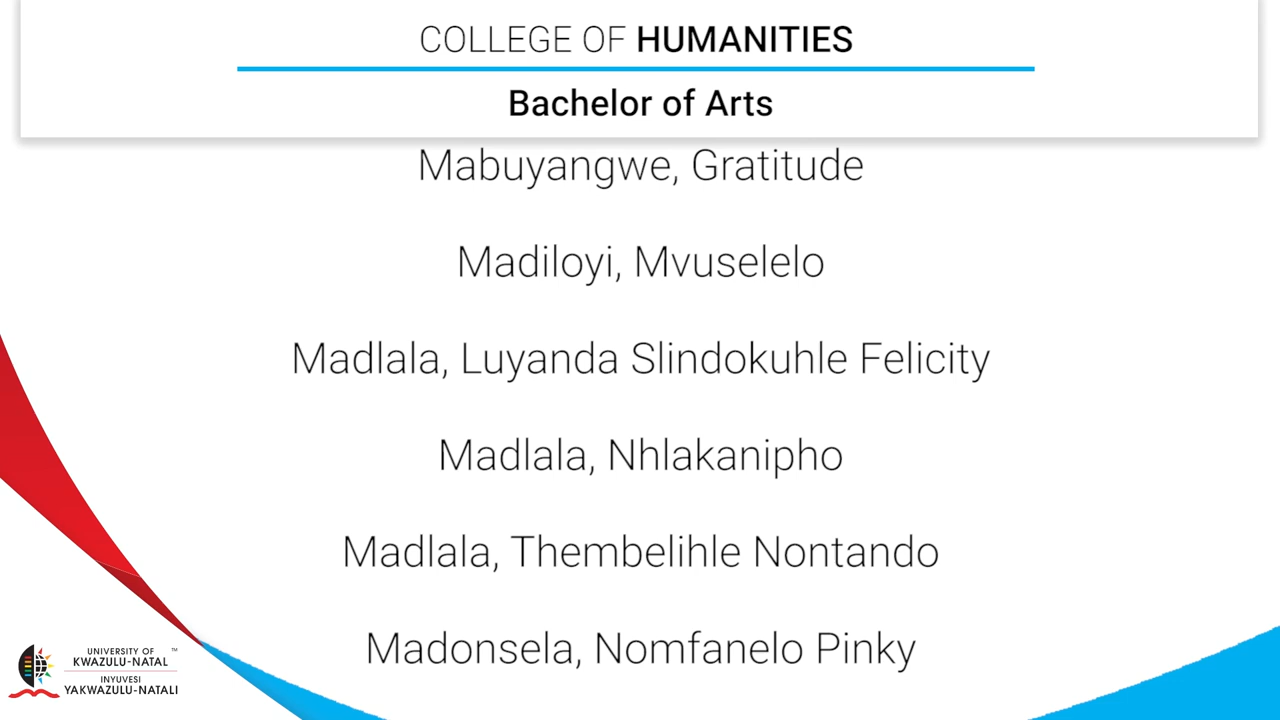 COLLEGE OF HUMANITIES
Bachelor of Arts
Mabuyangwe, Gratitude
Madiloyi, Mvuselelo
Madlala, Luyanda Slindokuhle Felicity
Madlala, Nhlakanipho
Madlala, Thembelihle Nontando
Madonsela, Nomfanelo Pinky
UNIVERSITY OF ™
KWAZULU-NATAL
INYUVESI
YAKWAZULU-NATALI